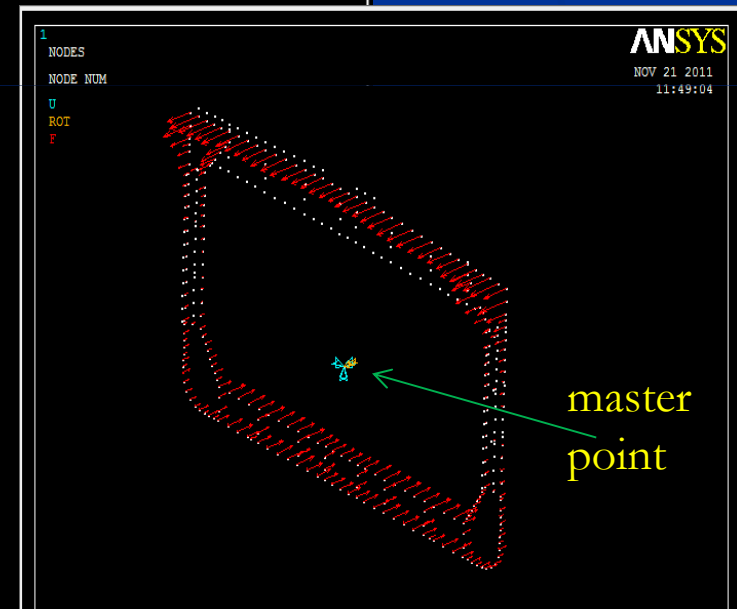 1
NODES
NODE NUM
U
ROT
F
ANSYS
NOV 21 2011
11:49:04
master
point